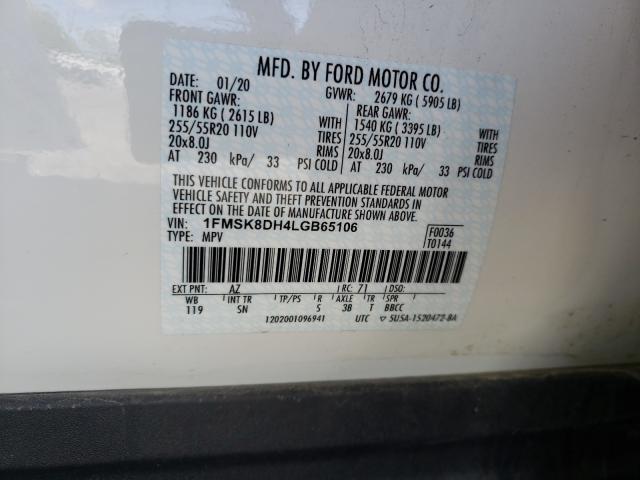 MFD. BY FORD MOTOR CO.
DATE: 01/20 GVWR: 2679 KG ( 5905 LB)
FRONT GAWR: REAR GAWR:
1186 KG ( 2615 LB) 1540 KG ( 3395 LB)
255/55R20 110V TIRES 255/55R20 110V TIRES
20x8.0J RIMS 20x8.0J RIMS
AT 230 kPa/ 33 PSI COLD AT 230 kPa/ 33 PSI COLD
THIS VEHICLE CONFORMS TO ALL APPLICABLE FEDERAL MOTOR
VEHICLE SAFETY AND THEFT PREVENTION STANDARDS IN
EFFECT ON THE DATE OF MANUFACTURE SHOWN ABOVE.
VIN: 1FMSK8DH4LGB65106 F0036
TYPE: MPV T0144
EXT PNT: AZ RC: 71 DSO:
WB INT TR TP/PS R AXLE TR SPR
119 SN 5 3B T BBCC
1202001096941 UTC 5USA-1520472-BA